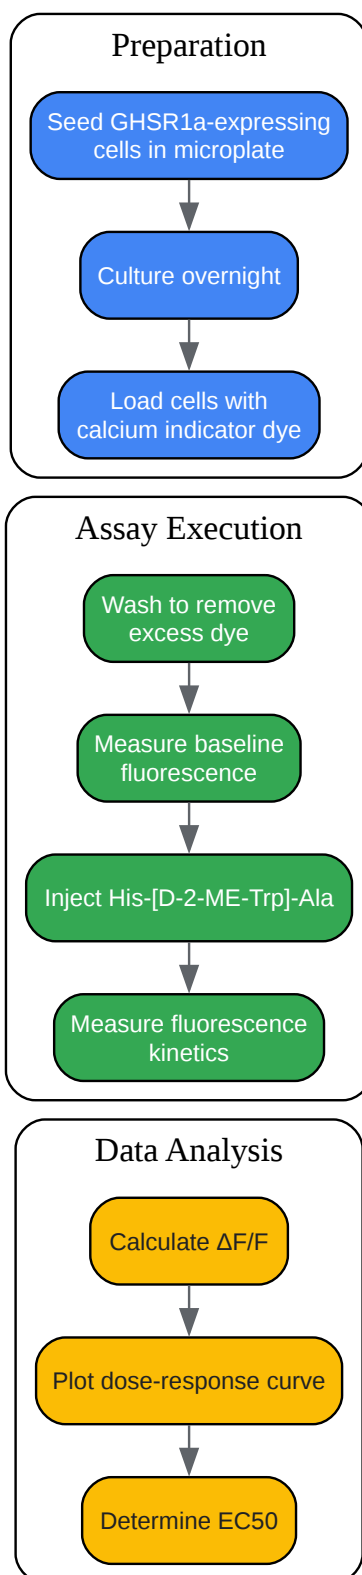 Preparation
Seed GHSR1a-expressing
cells in microplate
Culture overnight
Load cells with
calcium indicator dye
Assay Execution
Wash to remove
excess dye
Measure baseline
fluorescence
Inject His-[D-2-ME-Trp]-Ala
Measure fluorescence
kinetics
Data Analysis
Calculate ΔF/F
Plot dose-response curve
Determine EC50